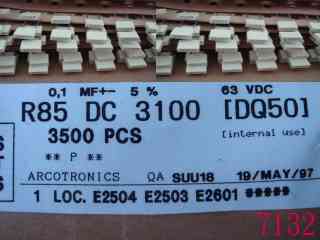 0,1 MF+- 5 % 63 VDC
R85 DC 3100 [DQ50]
3500 PCS [internal use]
** P **
ARCOTRONICS QA SUU18 19/MAY/97
1 LOC. E2504 E2503 E2601 *****
7132